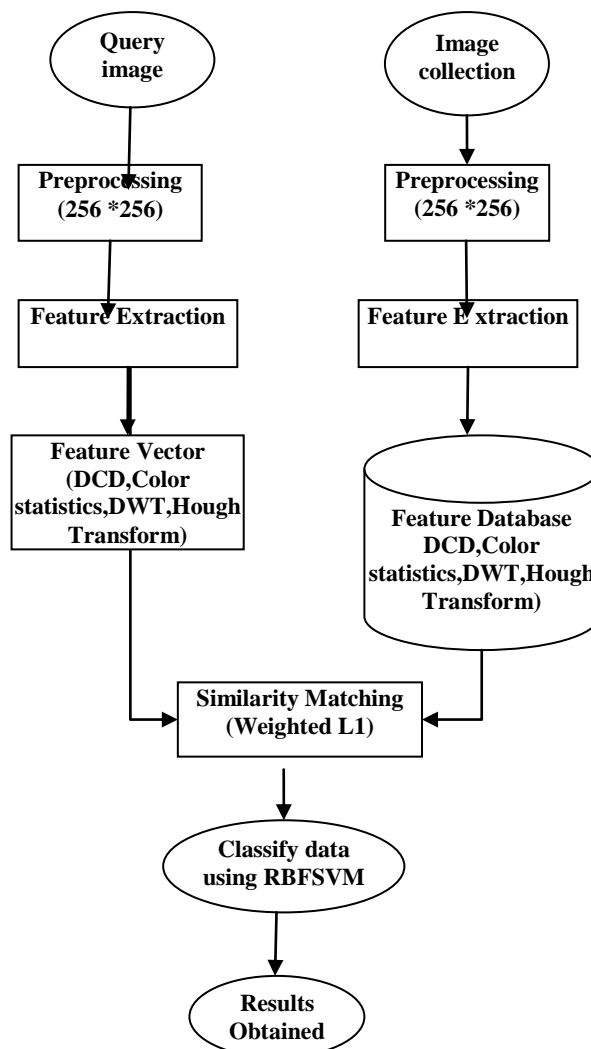 Query
image
Image
collection
Preprocessing
(256 *256)
Preprocessing
(256 *256)
Feature Extraction
Feature E xtraction
Feature Vector
(DCD,Color
statistics,DWT,Hough
Transform)
Feature Database
DCD,Color
statistics,DWT,Hough
Transform)
Similarity Matching
(Weighted L1)
Classify data
using RBFSVM
Results
Obtained